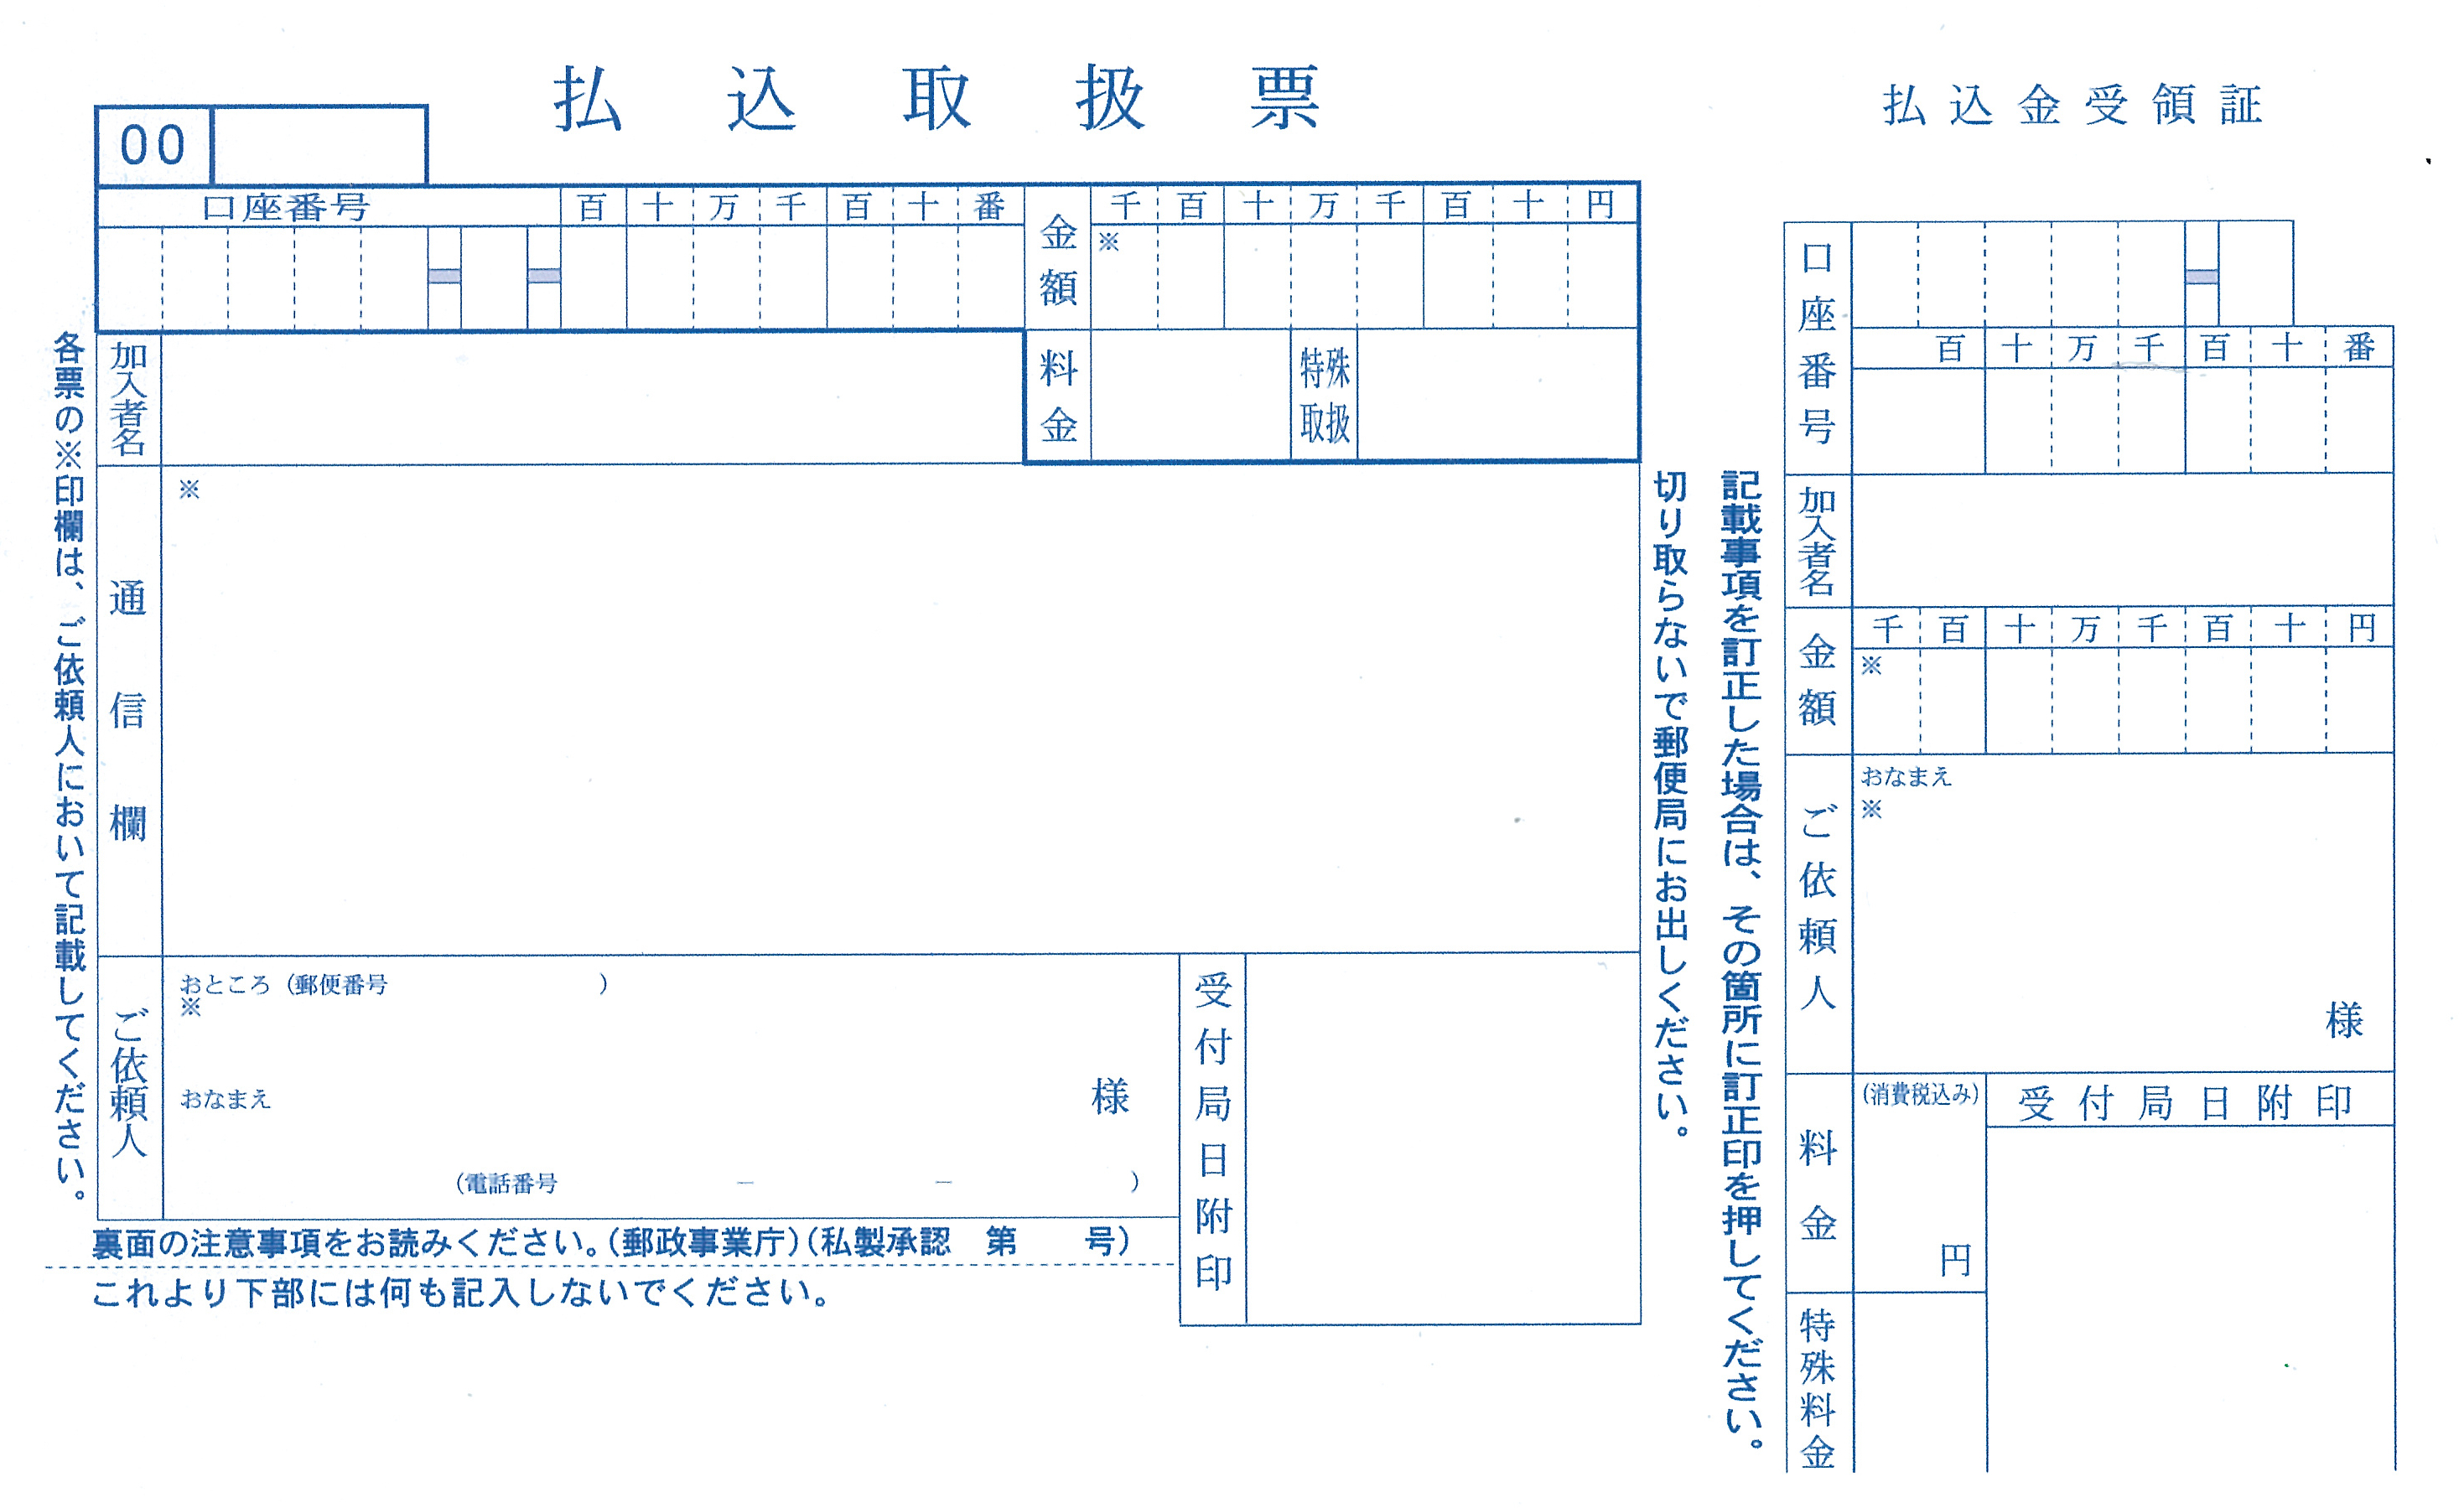 払込取扱票
00
口座番号 百 十 万 千 百 十 番
金額 千 百 十 万 千 百 十 円
※
加入者名
料金
特殊取扱
通信欄
※
ご依頼人
おところ（郵便番号 ）
※
おなまえ
様
（電話番号 － － ）
受付局日附印
裏面の注意事項をお読みください。（郵政事業庁）（私製承認 第 号）
これより下部には何も記入しないでください。
各票の※印欄は、ご依頼人において記載してください。
切り取らないで郵便局にお出しください。
記載事項を訂正した場合は、その箇所に訂正印を押してください。
払込金受領証
口座番号
百 十 万 千 百 十 番
加入者名
金額
千 百 十 万 千 百 十 円
※
ご依頼人
おなまえ
※
様
料金
（消費税込み）
円
受付局日附印
特殊料金